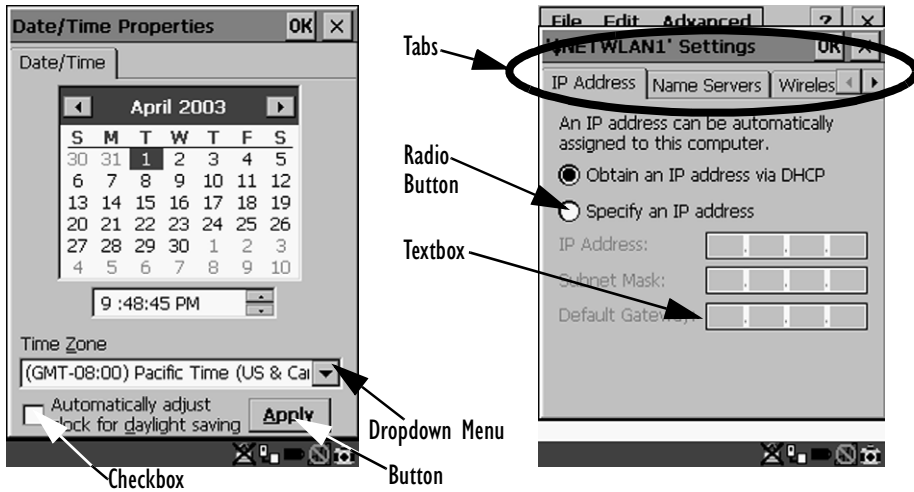 Date/Time Properties OK
Date/Time
April 2003
S M T W T F S
30 31 1 2 3 4 5
6 7 8 9 10 11 12
13 14 15 16 17 18 19
20 21 22 23 24 25 26
27 28 29 30 1 2 3
4 5 6 7 8 9 10
9 :48:45 PM
Time Zone
(GMT-08:00) Pacific Time (US & Ca
Automatically adjust
clock for daylight saving
Apply
Checkbox
Button
Dropdown Menu
Tabs
Radio
Button
Textbox
File Edit Advanced ?
'\NETWLAN1' Settings OK
IP Address Name Servers Wireles
An IP address can be automatically
assigned to this computer.
Obtain an IP address via DHCP
Specify an IP address
IP Address: . . .
Subnet Mask: . . .
Default Gateway: . . .